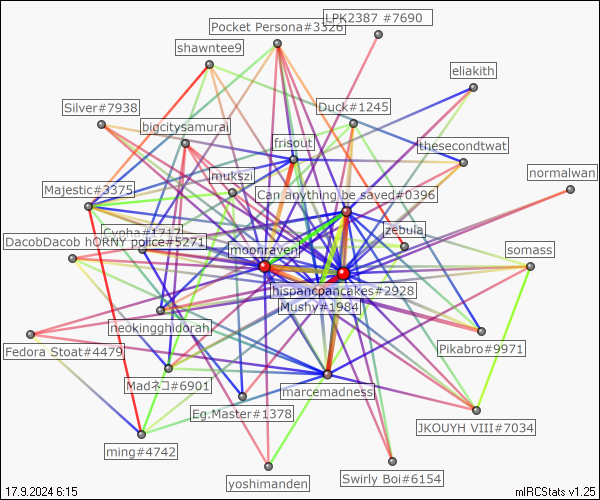 LPK2387 #7690
Pocket Persona#3326
shawntee9
eliakith
Silver#7938
Duck#1245
bigcitysamurai
frisout
thesecondtwat
mukszi
normalwan
Majestic#3375
Can anything be saved#0396
Cypha#1717
zebula
DacobDacob hORNY police#5271
moonraven
somass
hispancpancakes#2928
Mushy#1984
neokingghidorah
Pikabro#9971
Fedora Stoat#4479
Madネコ#6901
marcemadness
Eg.Master#1378
JKOUYH VIII#7034
ming#4742
yoshimanden
Swirly Boi#6154
17.9.2024 6:15
mIRCStats v1.25